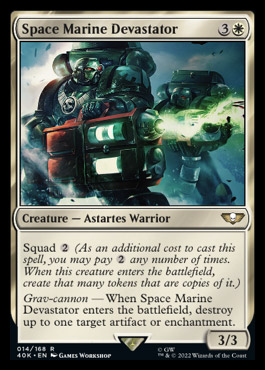 Space Marine Devastator 3
Creature — Astartes Warrior
Squad 2 (As an additional cost to cast this
spell, you may pay 2 any number of times.
When this creature enters the battlefield,
create that many tokens that are copies of it.)
Grav-cannon — When Space Marine
Devastator enters the battlefield, destroy
up to one target artifact or enchantment.
3/3
014/168 R
40K • EN Games Workshop
© GW
™ & © 2022 Wizards of the Coast